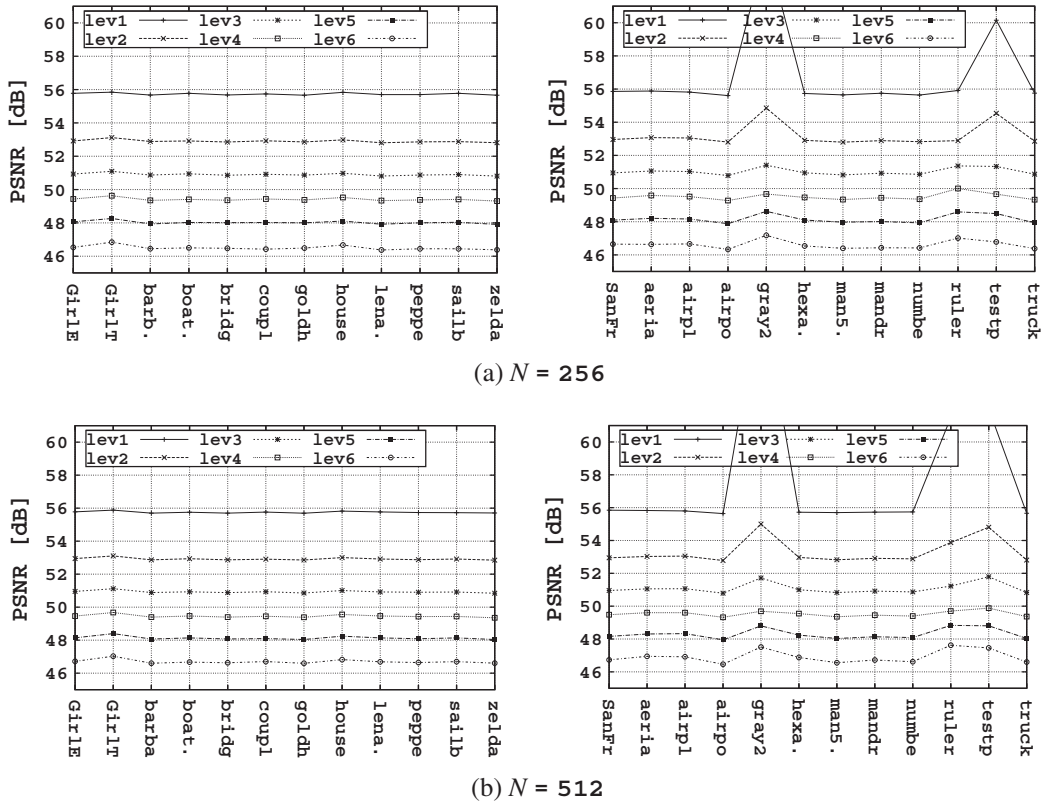 60
58
56
54
52
50
48
46
PSNR [dB]
lev1 lev3 lev5
lev2 lev4 lev6
GirlE
GirlT
barb.
boat.
bridg
coupl
goldh
house
lena.
peppe
sailb
zelda
60
58
56
54
52
50
48
46
PSNR [dB]
lev1 lev3 lev5
lev2 lev4 lev6
SanFr
aeria
airpl
airpo
gray2
hexa.
man5.
mandr
numbe
ruler
testp
truck
(a) N = 256
60
58
56
54
52
50
48
46
PSNR [dB]
lev1 lev3 lev5
lev2 lev4 lev6
GirlE
GirlT
barba
boat.
bridg
coupl
goldh
house
lena.
peppe
sailb
zelda
60
58
56
54
52
50
48
46
PSNR [dB]
lev1 lev3 lev5
lev2 lev4 lev6
SanFr
aeria
airpl
airpo
gray2
hexa.
man5.
mandr
numbe
ruler
testp
truck
(b) N = 512